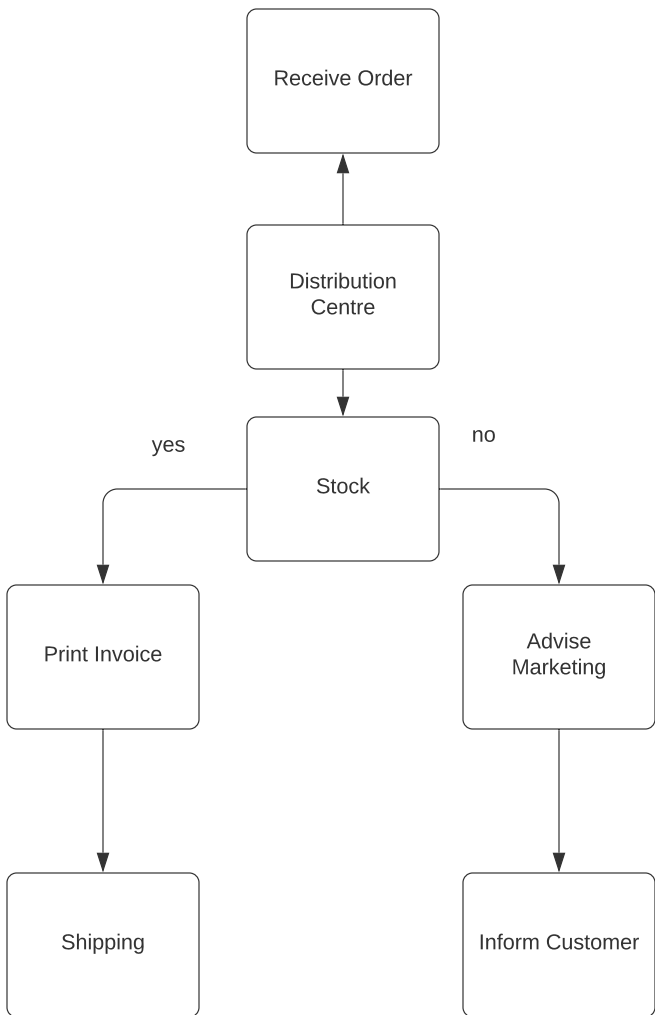 Receive Order
Distribution
Centre
yes
no
Stock
Print Invoice
Advise
Marketing
Shipping
Inform Customer